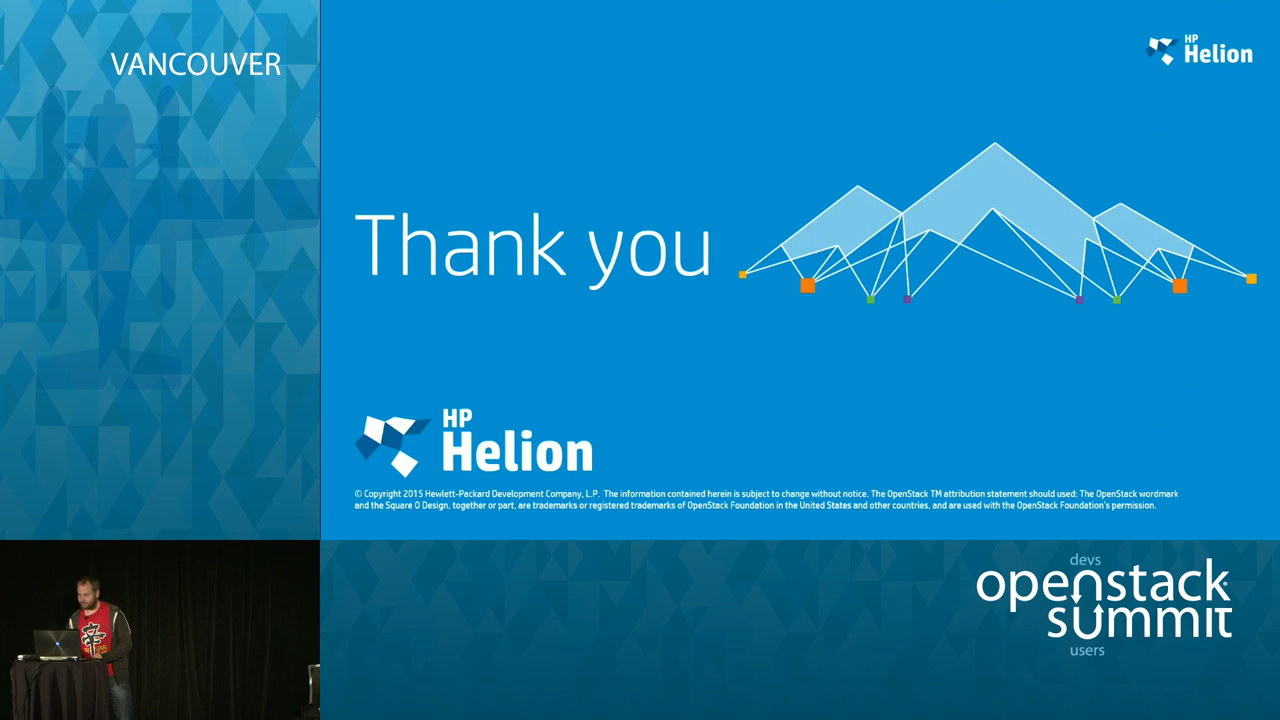 VANCOUVER
HP
Helion
Thank you
HP
Helion
© Copyright 2015 Hewlett-Packard Development Company, L.P. The information contained herein is subject to change without notice. The OpenStack TM attribution statement should used: The OpenStack wordmark
and the Square O Design, together or part, are trademarks or registered trademarks of OpenStack Foundation in the United States and other countries, and are used with the OpenStack Foundation's permission.
devs
openstack
summit
users